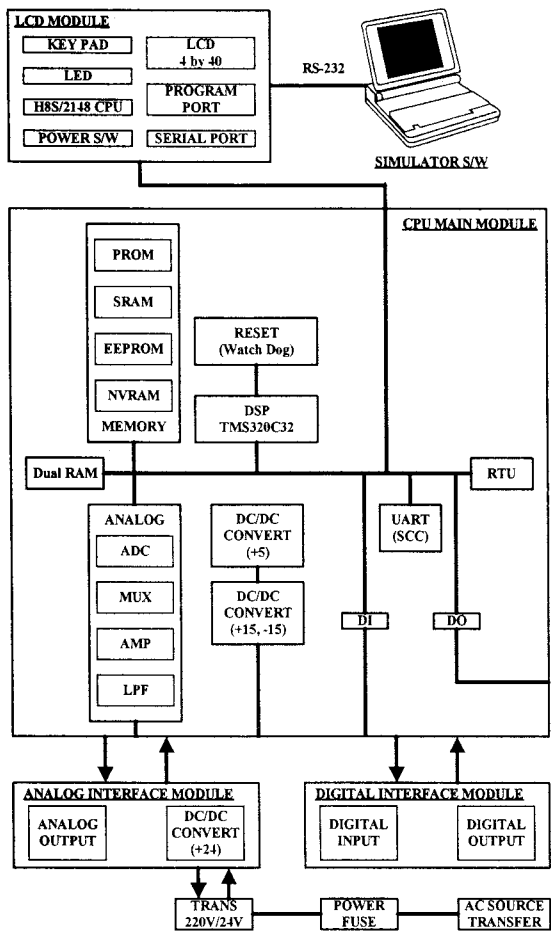 LCD MODULE
KEY PAD
LED
H8S/2148 CPU
POWER S/W
LCD
4 by 40
PROGRAM
PORT
SERIAL PORT
RS-232
SIMULATOR S/W
CPU MAIN MODULE
PROM
SRAM
EEPROM
NVRAM
MEMORY
RESET
(Watch Dog)
DSP
TMS320C32
Dual RAM
RTU
ANALOG
ADC
MUX
AMP
LPF
DC/DC
CONVERT
(+5)
DC/DC
CONVERT
(+15, -15)
UART
(SCC)
DI
DO
ANALOG INTERFACE MODULE
ANALOG
OUTPUT
DC/DC
CONVERT
(+24)
DIGITAL INTERFACE MODULE
DIGITAL
INPUT
DIGITAL
OUTPUT
TRANS
220V/24V
POWER
FUSE
AC SOURCE
TRANSFER